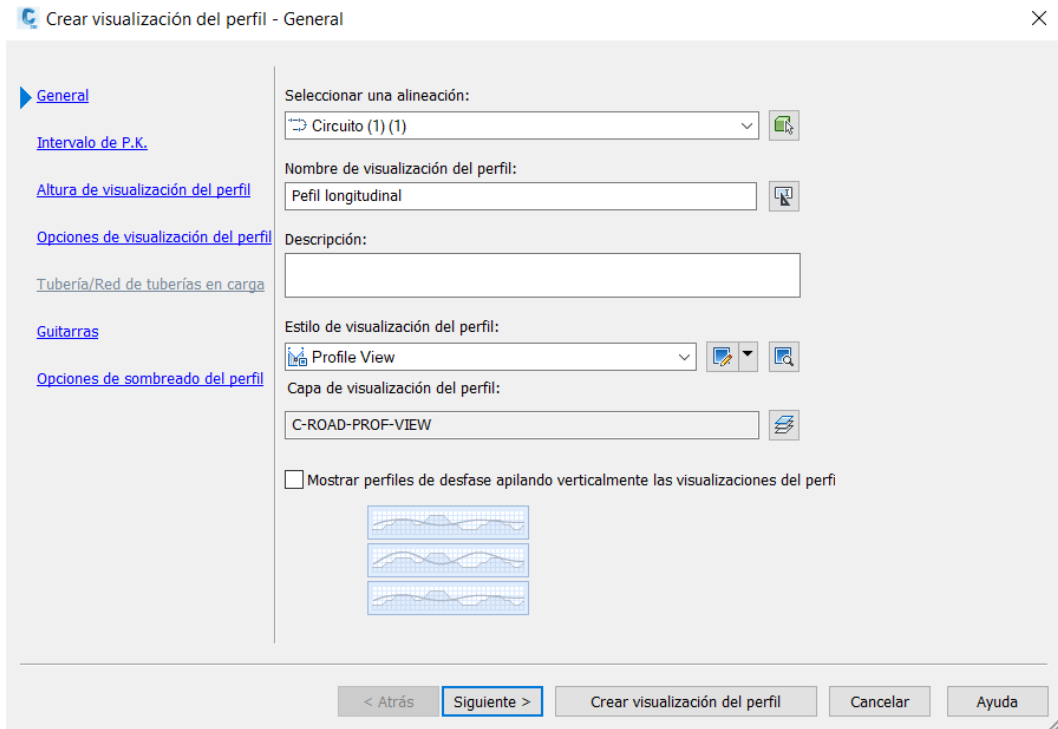 Crear visualización del perfil - General
General
Intervalo de P.K.
Altura de visualización del perfil
Opciones de visualización del perfil
Tubería/Red de tuberías en carga
Guitarras
Opciones de sombreado del perfil
Seleccionar una alineación:
Circuito (1) (1)
Nombre de visualización del perfil:
Pefil longitudinal
Descripción:
Estilo de visualización del perfil:
Profile View
Capa de visualización del perfil:
C-ROAD-PROF-VIEW
Mostrar perfiles de desfase apilando verticalmente las visualizaciones del perfi
< Atrás
Siguiente >
Crear visualización del perfil
Cancelar
Ayuda